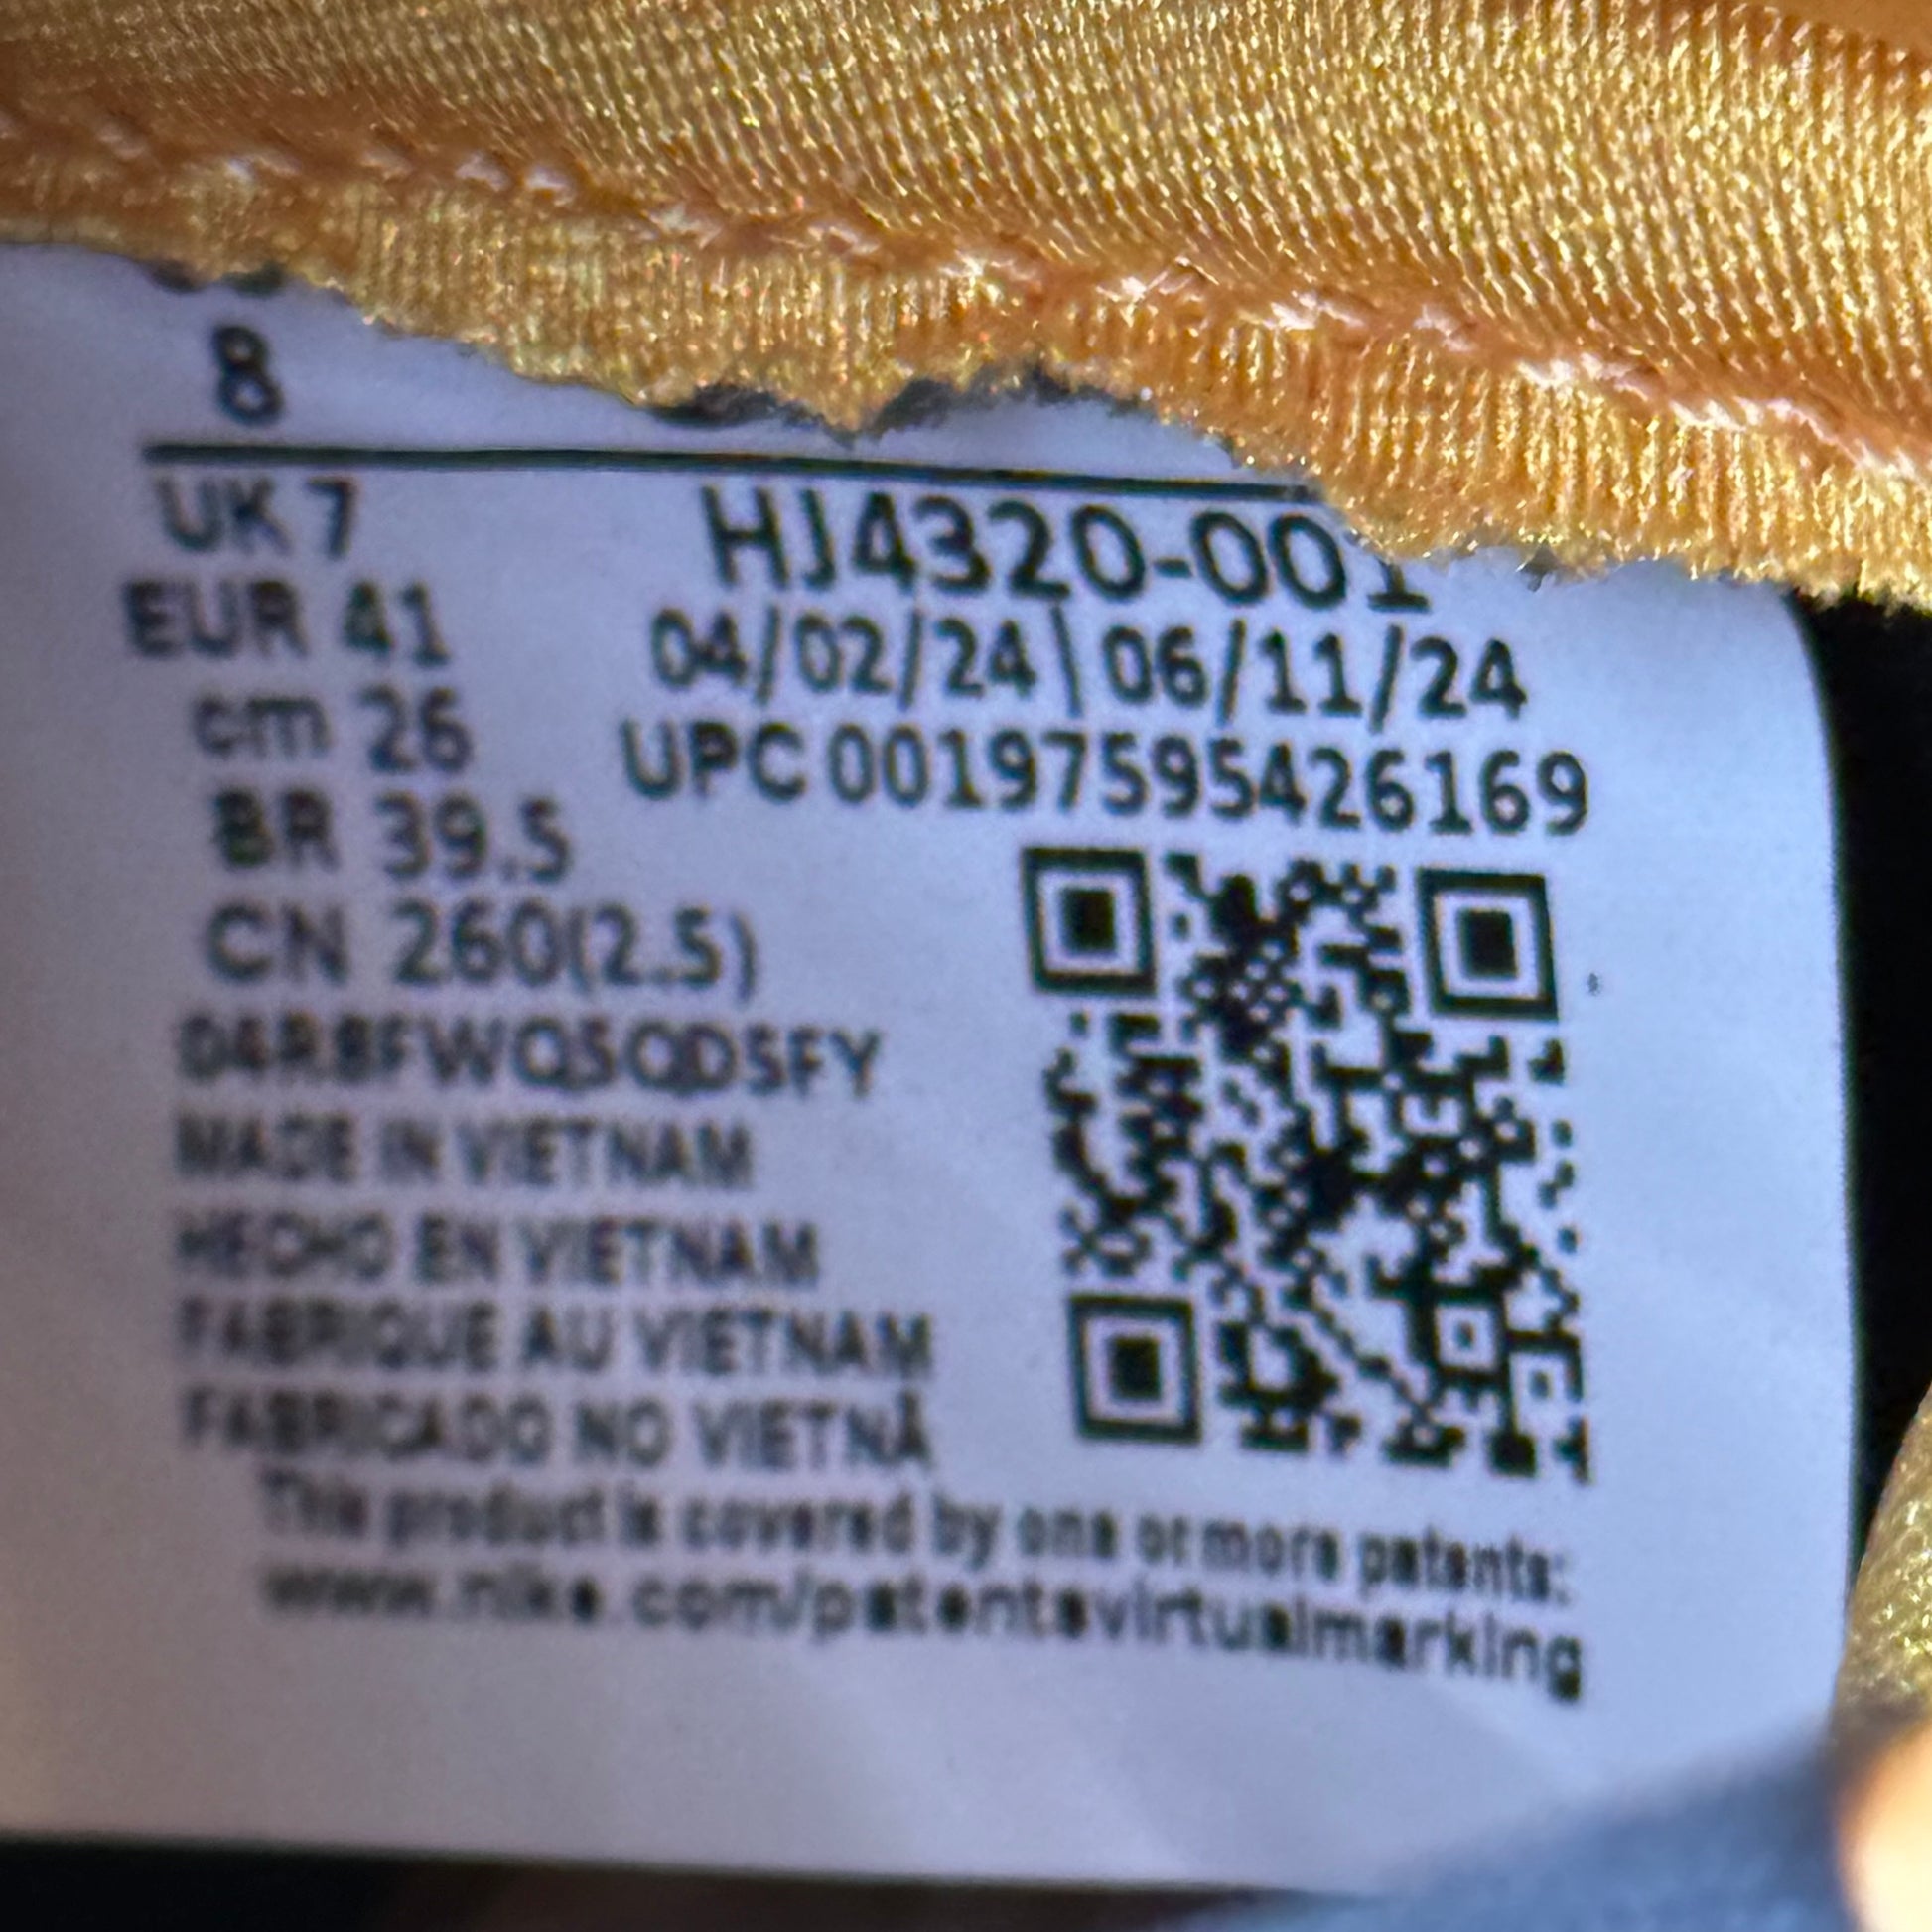 8
UK 7
EUR 41
cm 26
BR 39.5
CN 260(2.5)
HJ4320-001
04/02/24 | 06/11/24
UPC 00197595426169
04R8FWQ5QD5FY
MADE IN VIETNAM
HECHO EN VIETNAM
FABRIQUE AU VIETNAM
FABRICADO NO VIETNÃ
This product is covered by one or more patents:
www.nike.com/patentsvirtualmarking